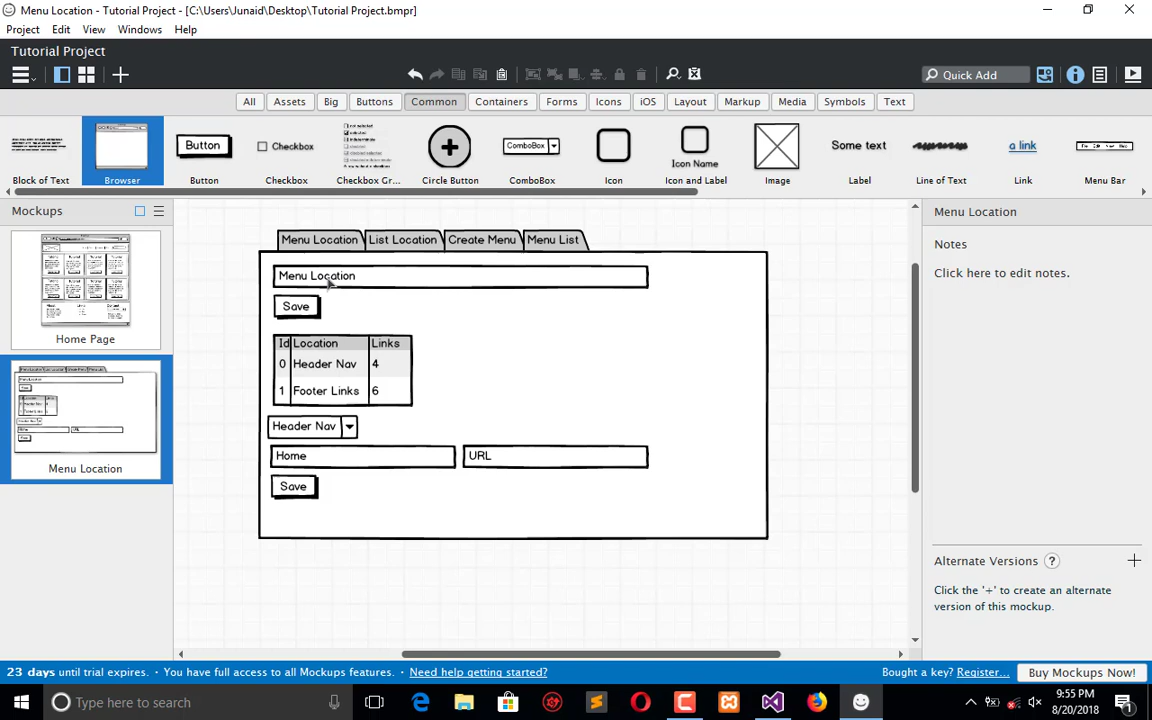 Menu Location - Tutorial Project - [C:\Users\Junaid\Desktop\Tutorial Project.bmpr]
Project Edit View Windows Help
Tutorial Project
Quick Add
All Assets Big Buttons Common Containers Forms Icons iOS Layout Markup Media Symbols Text
Button Checkbox ComboBox Icon Name Some text a link
Block of Text Browser Button Checkbox Checkbox Gr... Circle Button ComboBox Icon Icon and Label Image Label Line of Text Link Menu Bar
Mockups
Home Page
Menu Location
Menu Location List Location Create Menu Menu List
Menu Location
Save
Id Location Links
0 Header Nav 4
1 Footer Links 6
Header Nav
Home URL
Save
Menu Location
Notes
Click here to edit notes.
Alternate Versions ?
Click the '+' to create an alternate
version of this mockup.
23 days until trial expires. • You have full access to all Mockups features. Need help getting started?
Bought a key? Register... Buy Mockups Now!
Type here to search
9:55 PM
8/20/2018
1